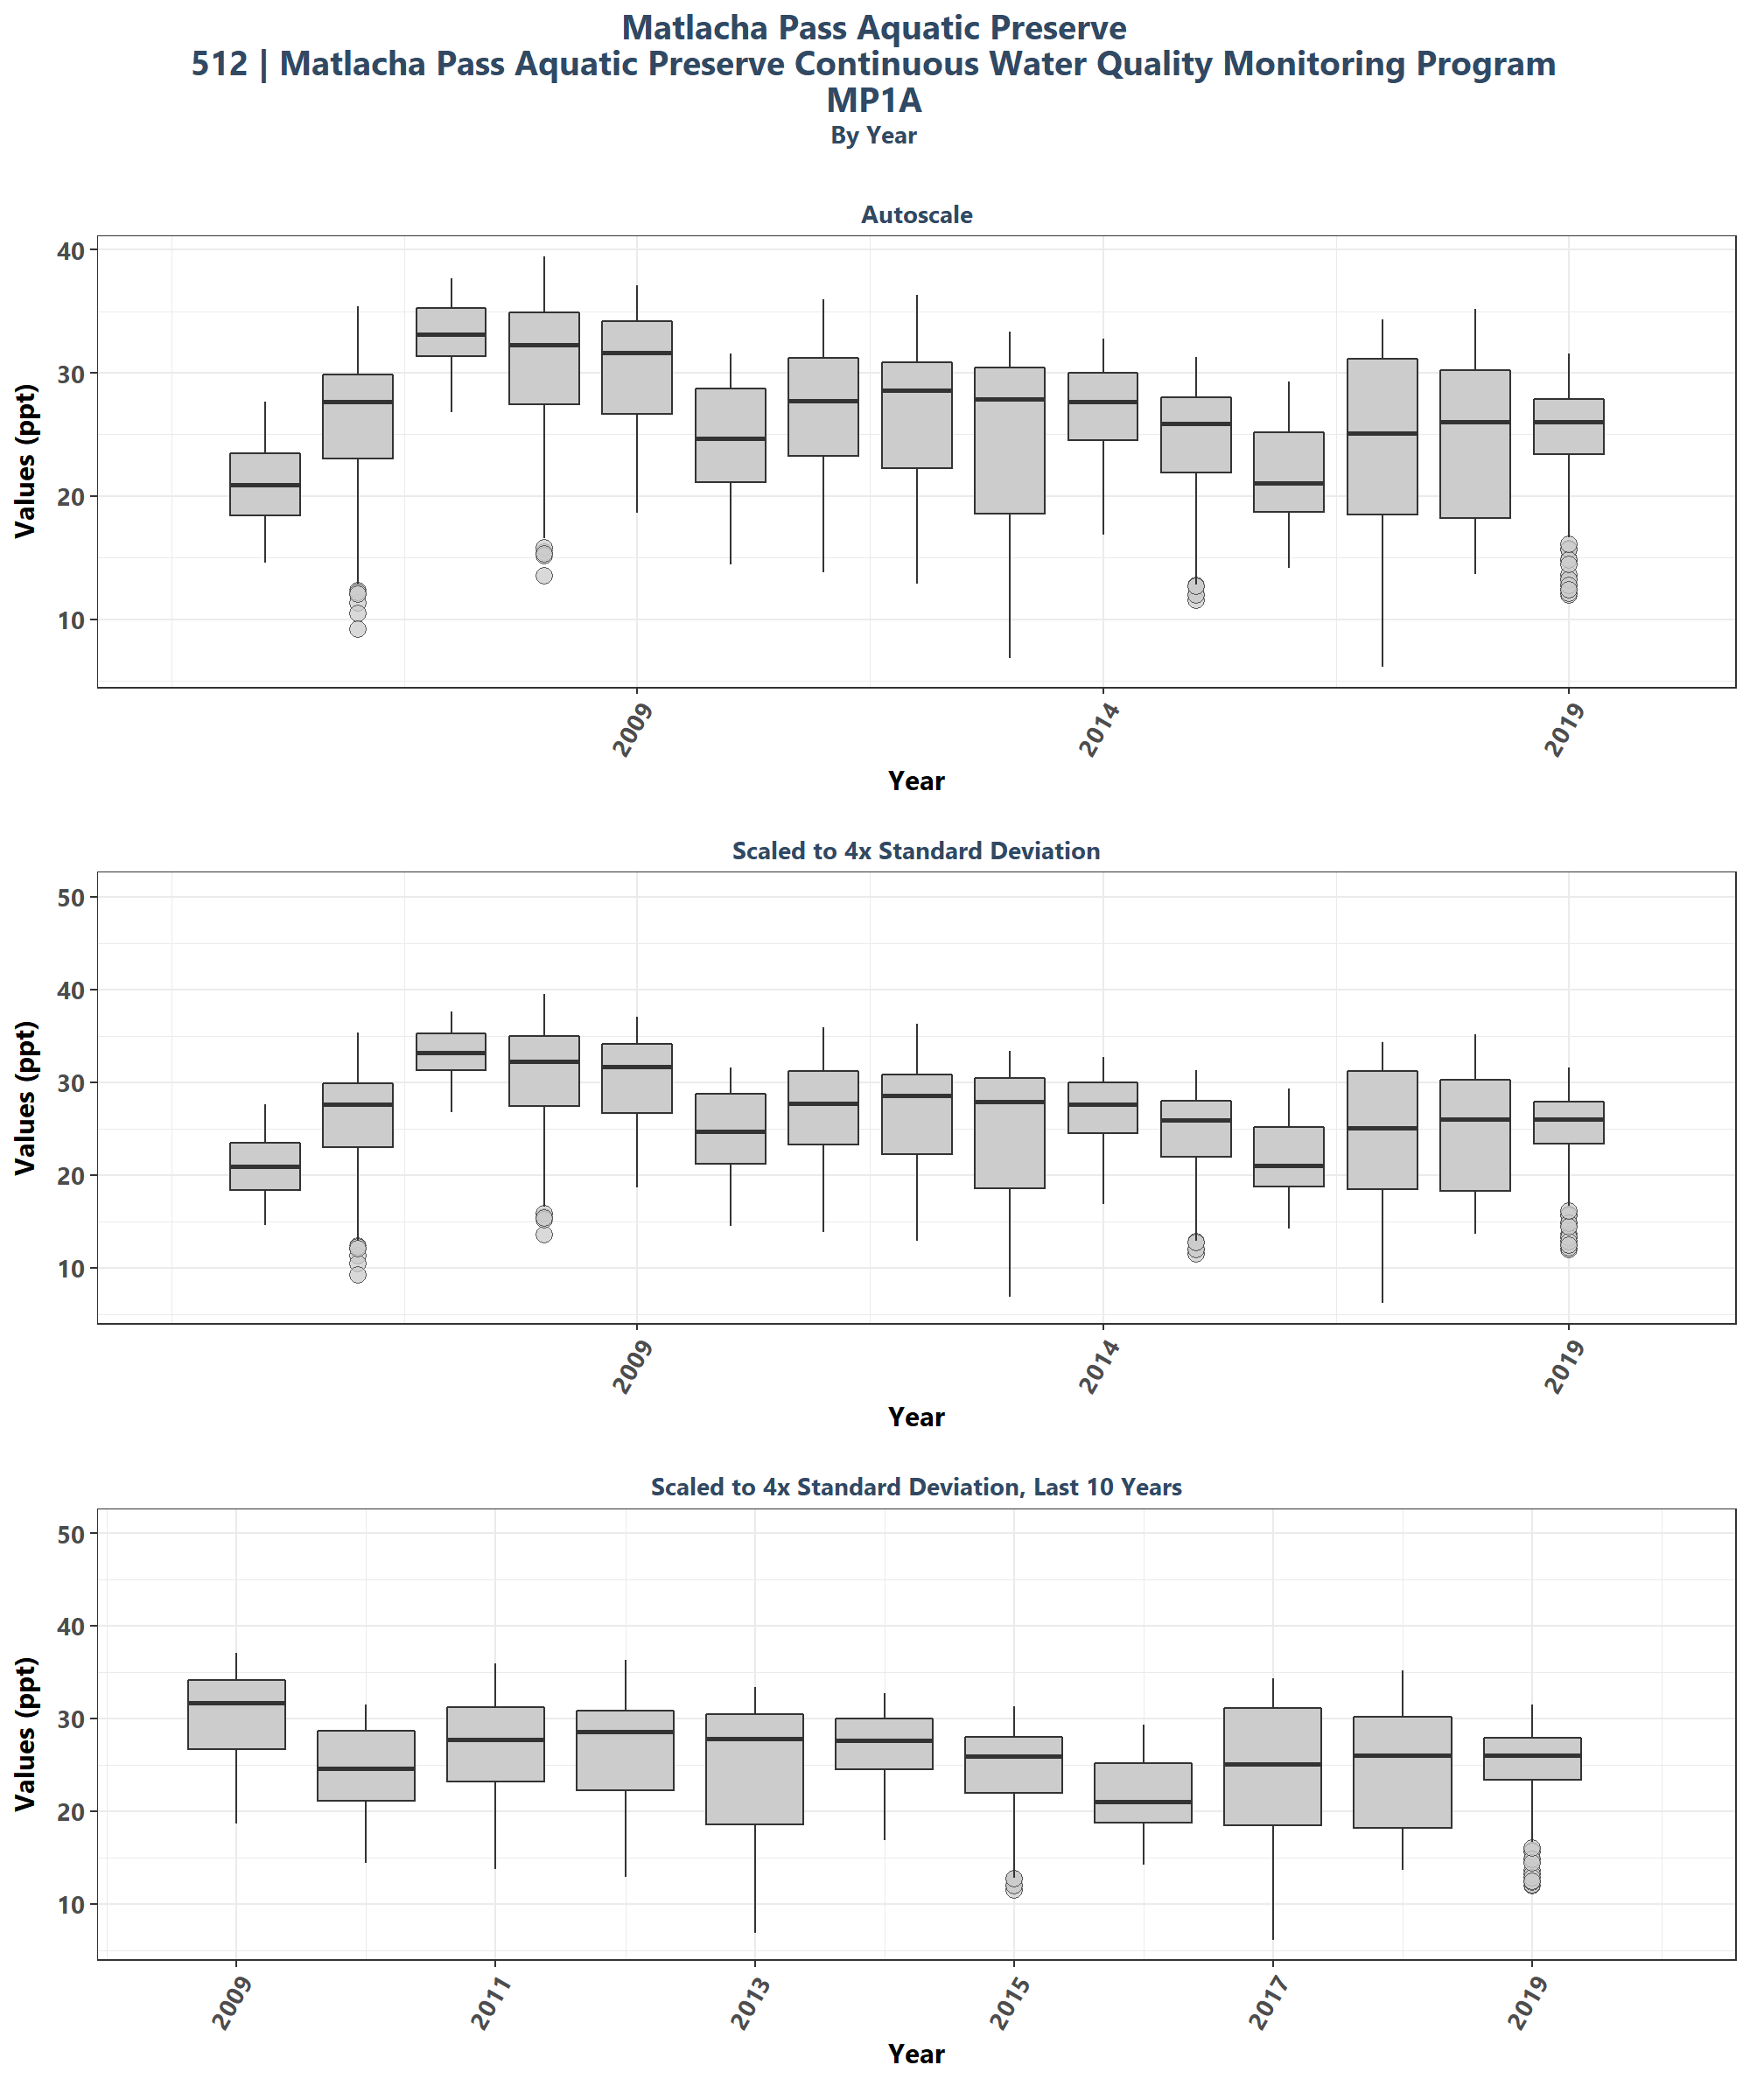 Matlacha Pass Aquatic Preserve
512 | Matlacha Pass Aquatic Preserve Continuous Water Quality Monitoring Program
MP1A
By Year
Autoscale
Values (ppt)
40
30
20
10
2009
2014
2019
Year
Scaled to 4x Standard Deviation
Values (ppt)
50
40
30
20
10
2009
2014
2019
Year
Scaled to 4x Standard Deviation, Last 10 Years
Values (ppt)
50
40
30
20
10
2009
2011
2013
2015
2017
2019
Year